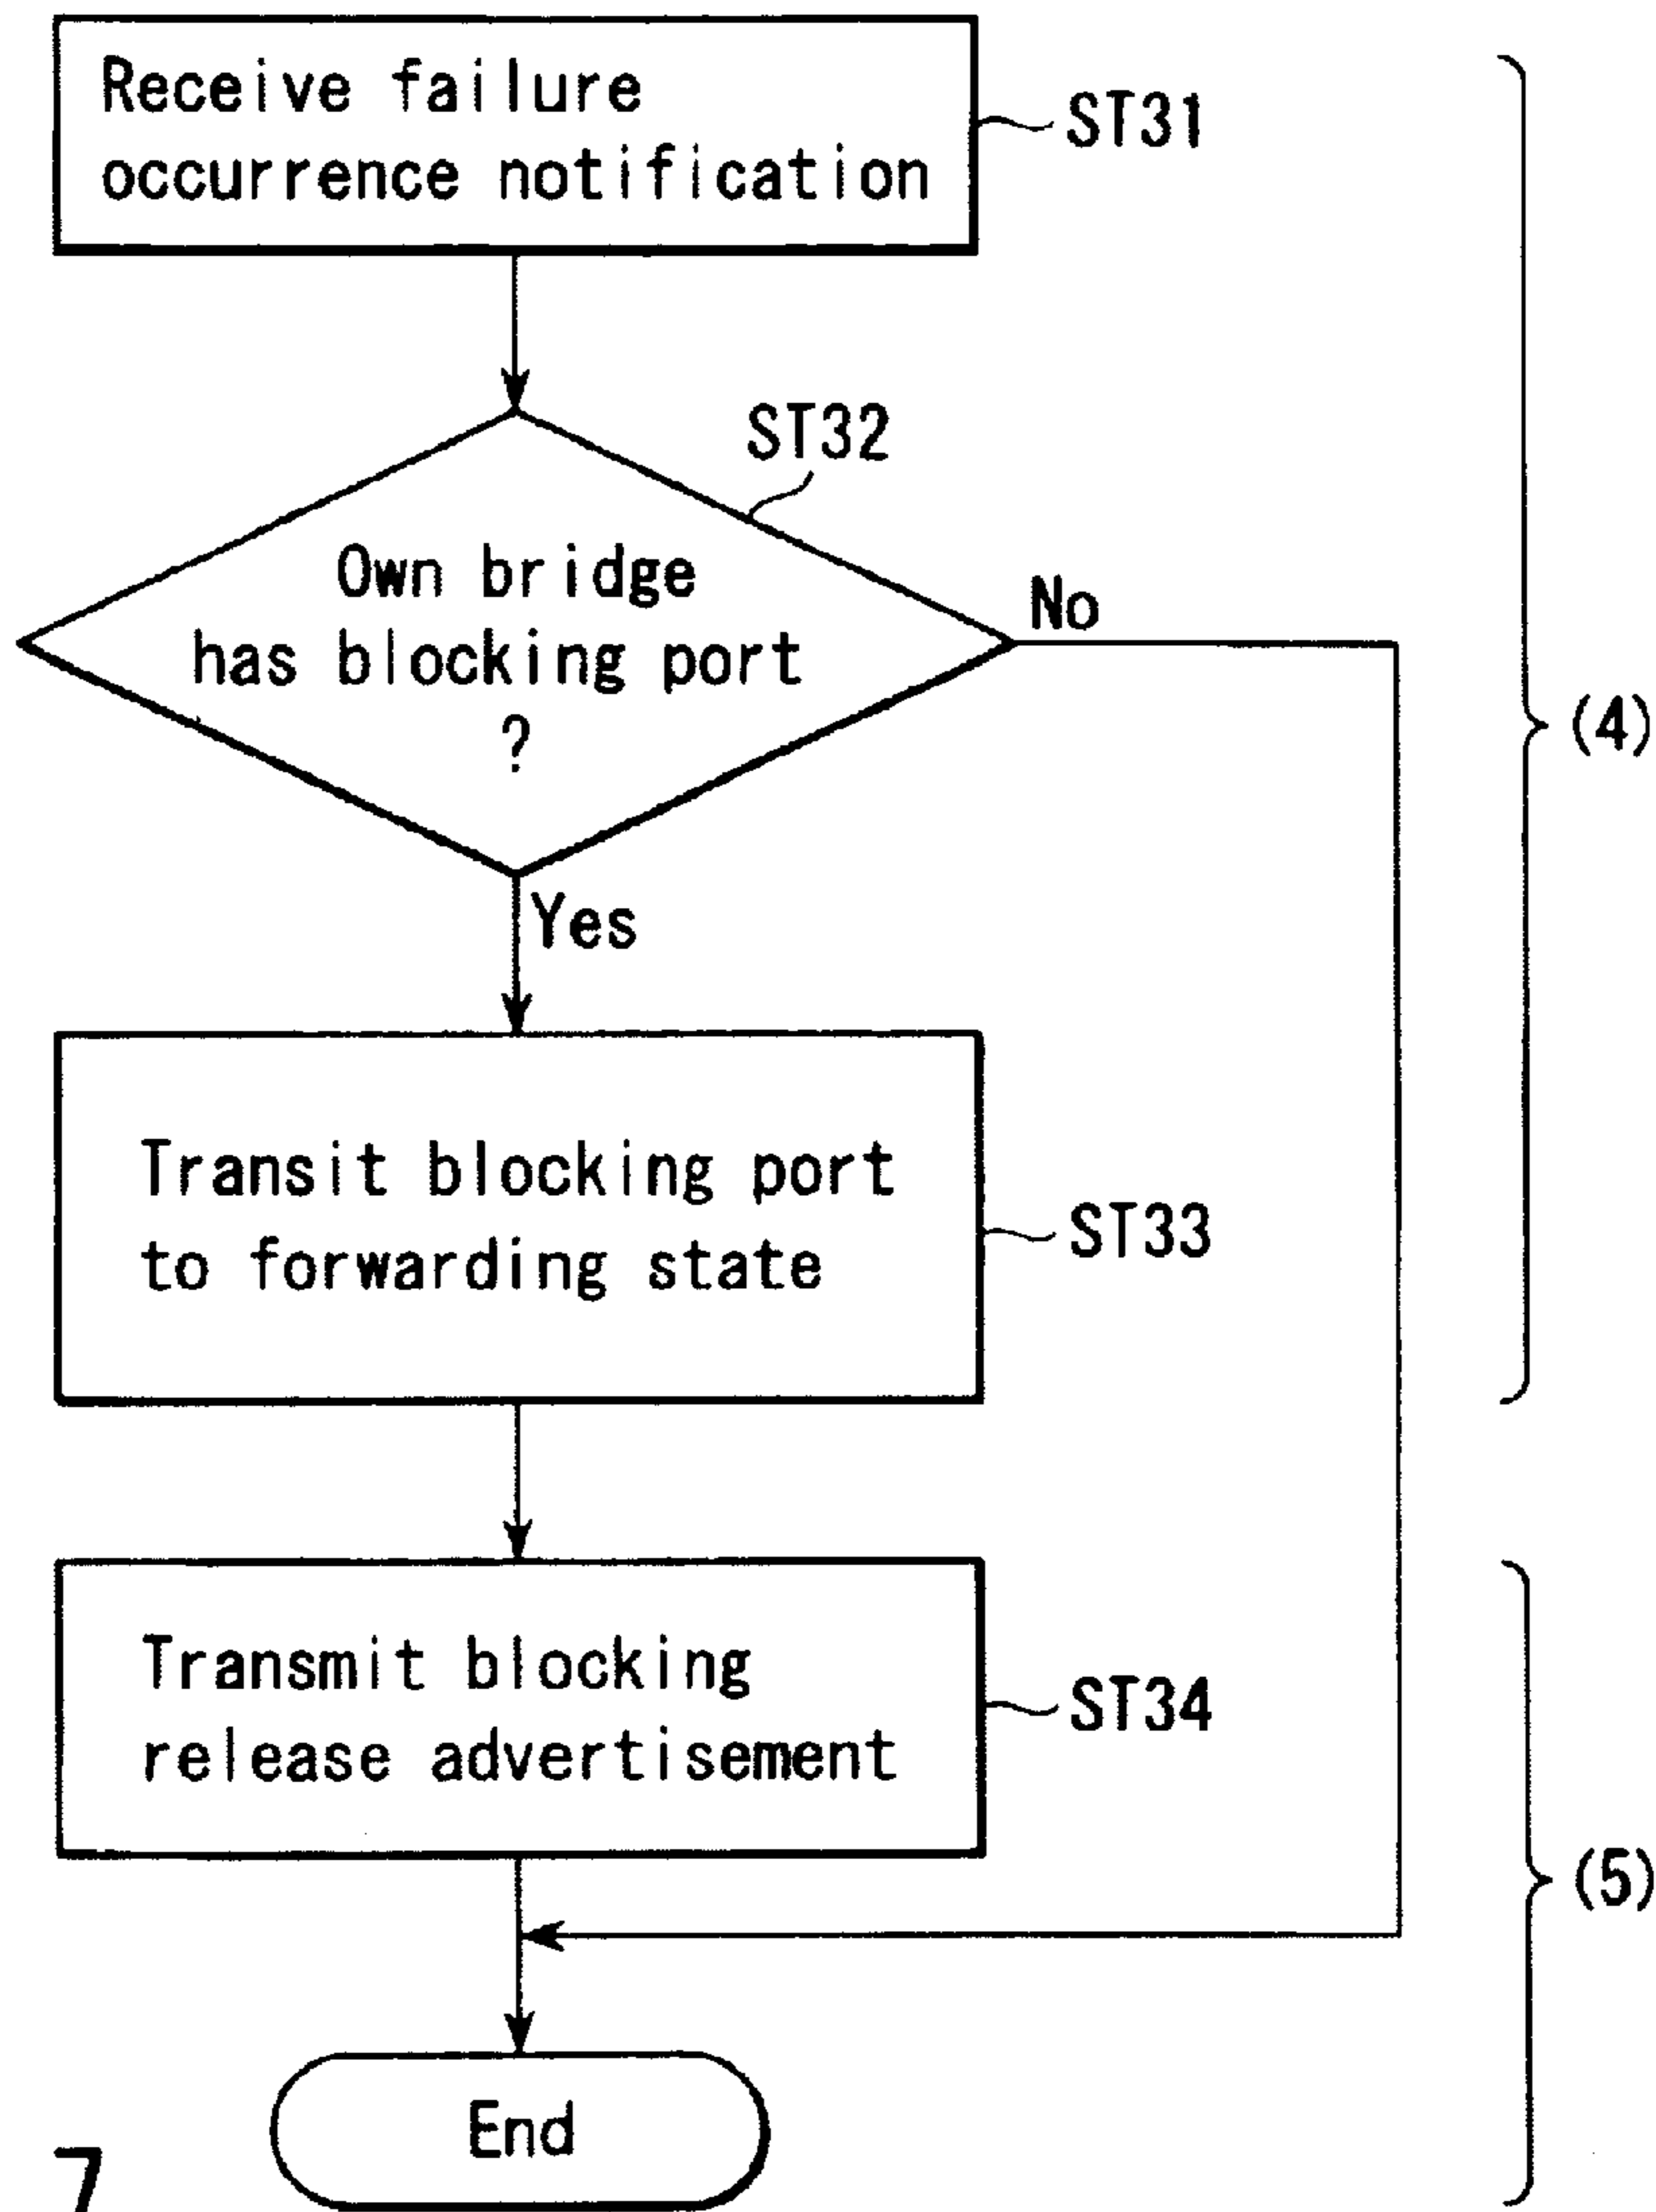 Receive failure
occurrence notification
ST31
ST32
Own bridge
has blocking port
?
No
(4)
Yes
Transit blocking port
to forwarding state
ST33
Transmit blocking
release advertisement
ST34
(5)
End
7